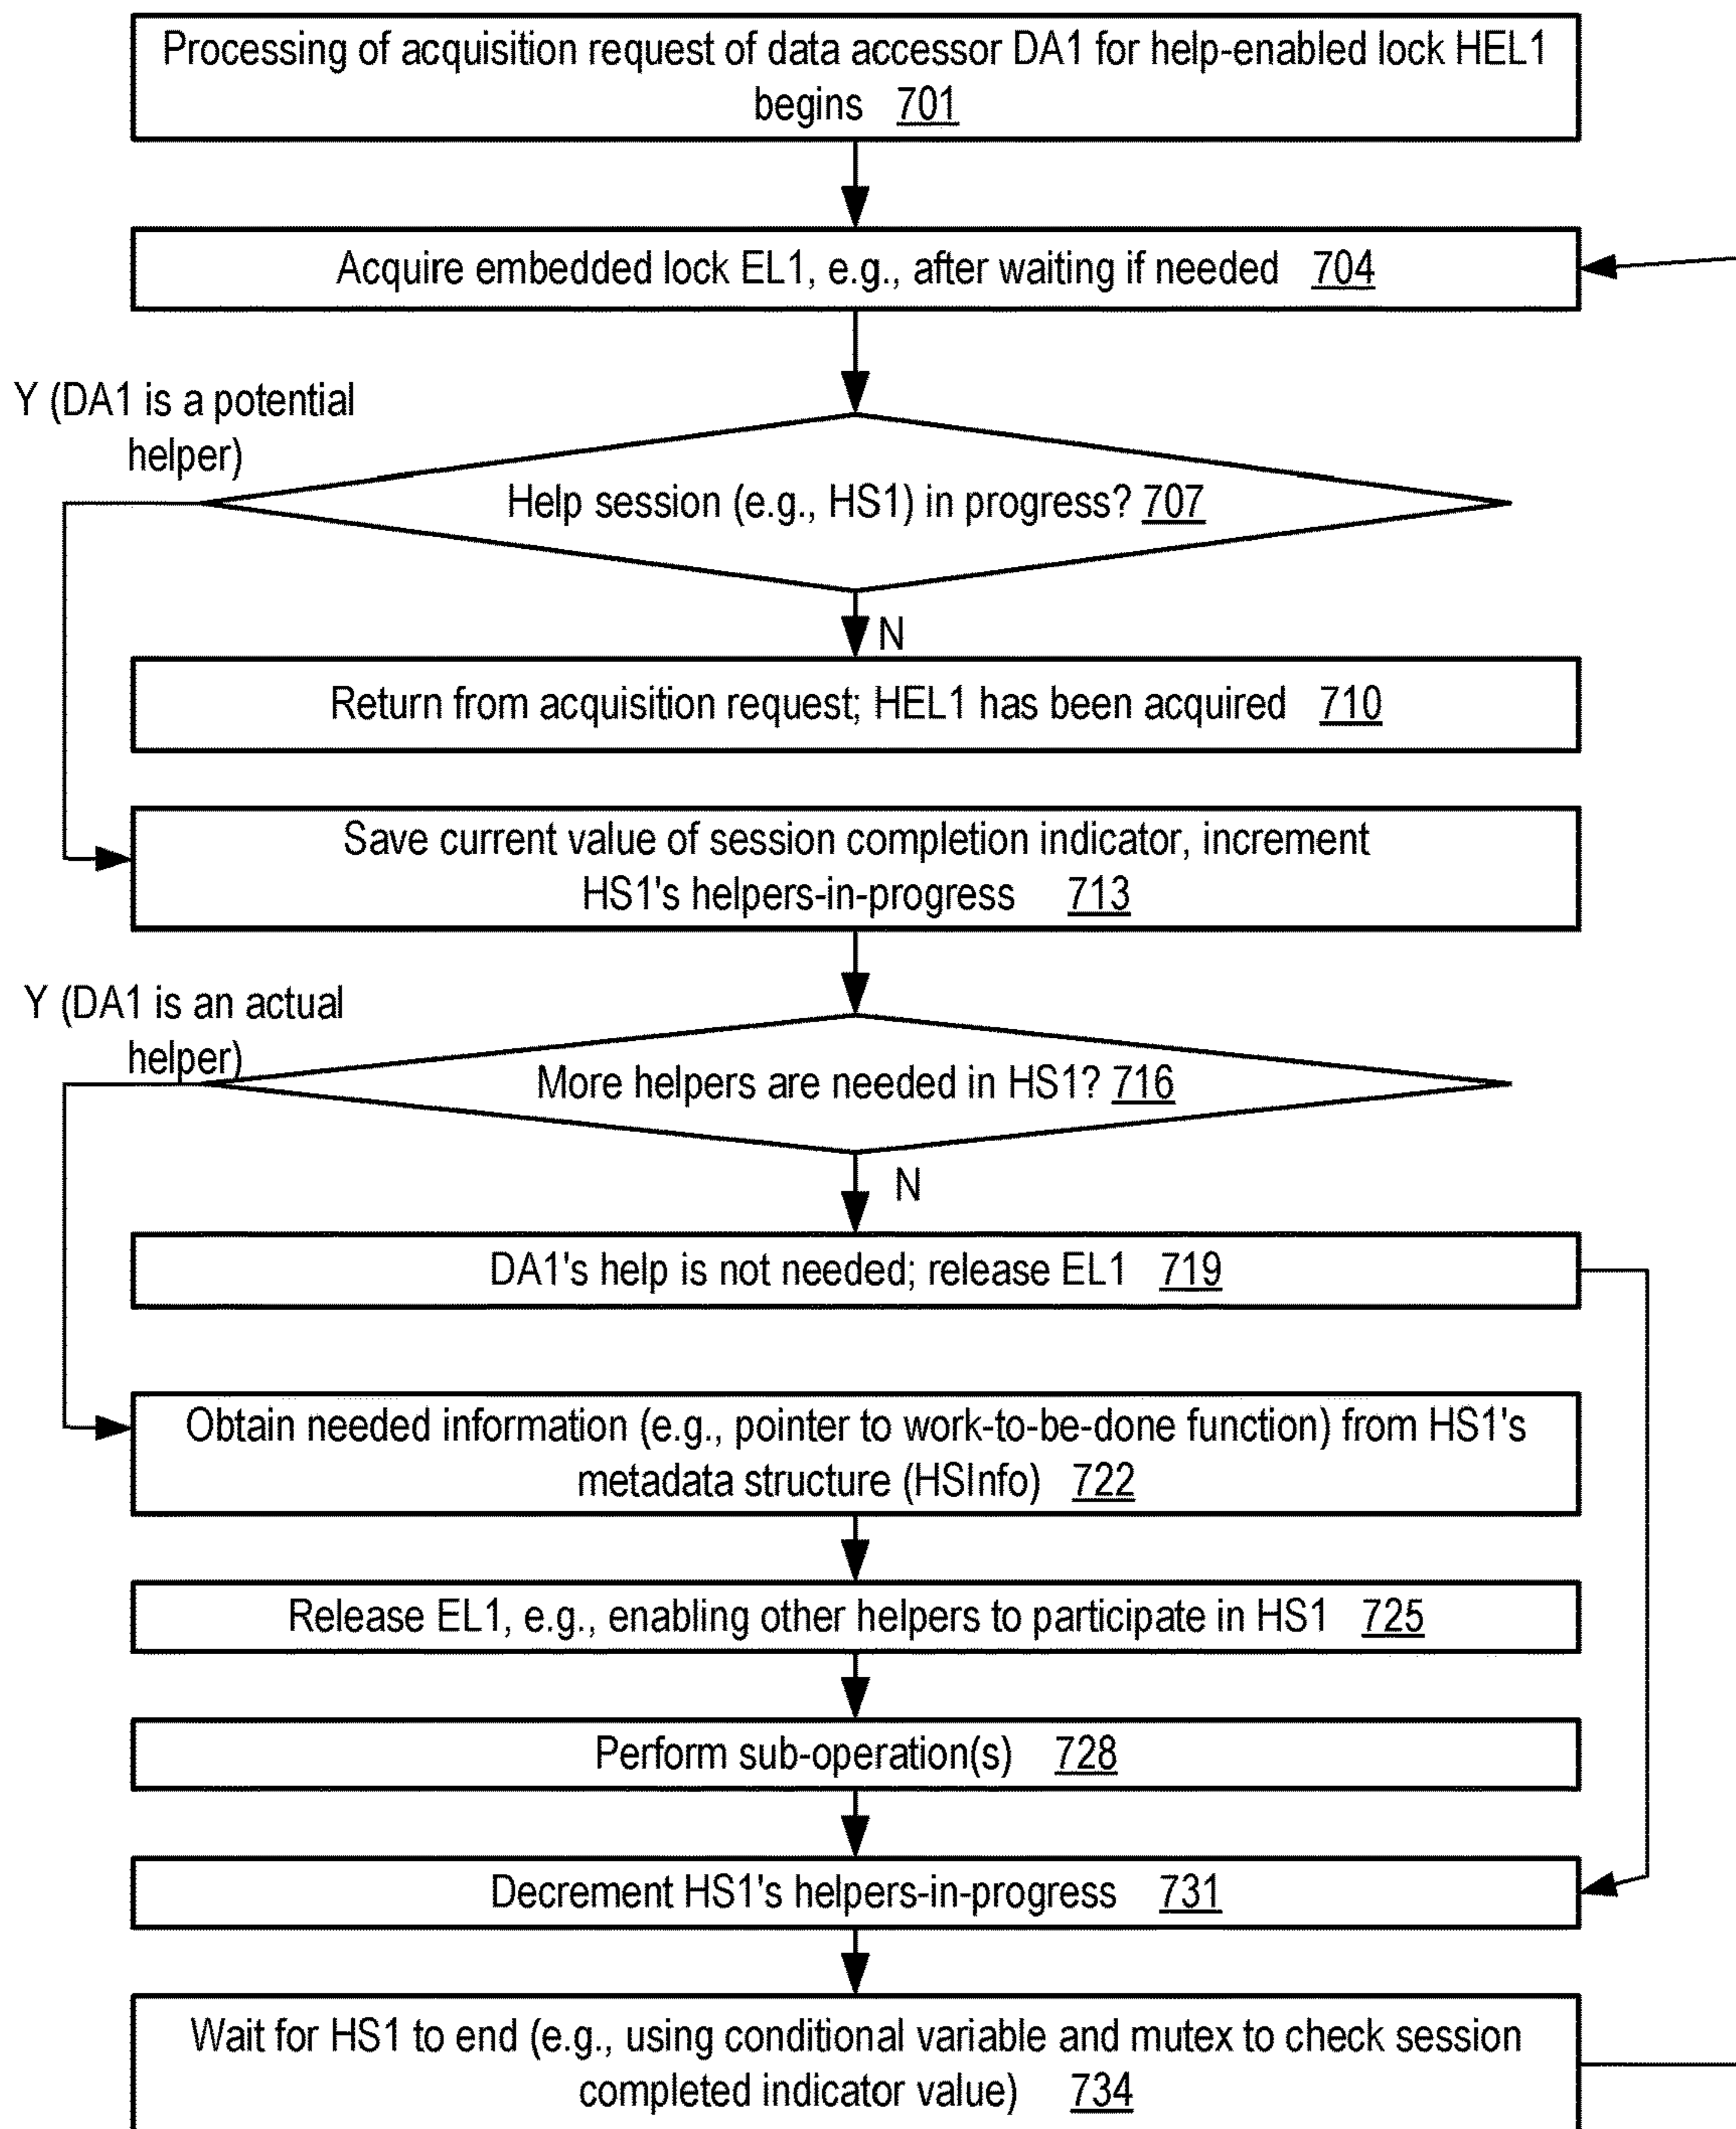 Processing of acquisition request of data accessor DA1 for help-enabled lock HEL1
begins 701
Acquire embedded lock EL1, e.g., after waiting if needed 704
Y (DA1 is a potential
helper)
Help session (e.g., HS1) in progress? 707
N
Return from acquisition request; HEL1 has been acquired 710
Save current value of session completion indicator, increment
HS1's helpers-in-progress 713
Y (DA1 is an actual
helper)
More helpers are needed in HS1? 716
N
DA1's help is not needed; release EL1 719
Obtain needed information (e.g., pointer to work-to-be-done function) from HS1's
metadata structure (HSInfo) 722
Release EL1, e.g., enabling other helpers to participate in HS1 725
Perform sub-operation(s) 728
Decrement HS1's helpers-in-progress 731
Wait for HS1 to end (e.g., using conditional variable and mutex to check session
completed indicator value) 734